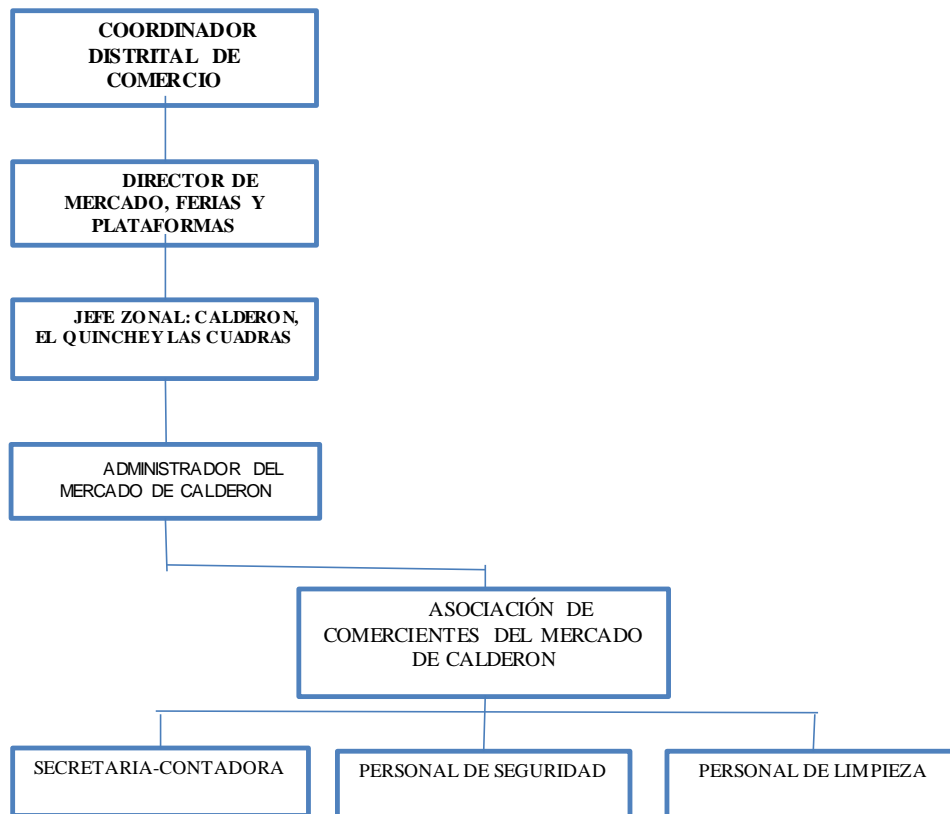 COORDINADOR
DISTRITAL DE
COMERCIO
DIRECTOR DE
MERCADO, FERIAS Y
PLATAFORMAS
JEFE ZONAL: CALDERON,
EL QUINCHEY LAS CUADRAS
ADMINISTRADOR DEL
MERCADO DE CALDERON
ASOCIACIÓN DE
COMERCIENTES DEL MERCADO
DE CALDERON
SECRETARIA-CONTADORA
PERSONAL DE SEGURIDAD
PERSONAL DE LIMPIEZA